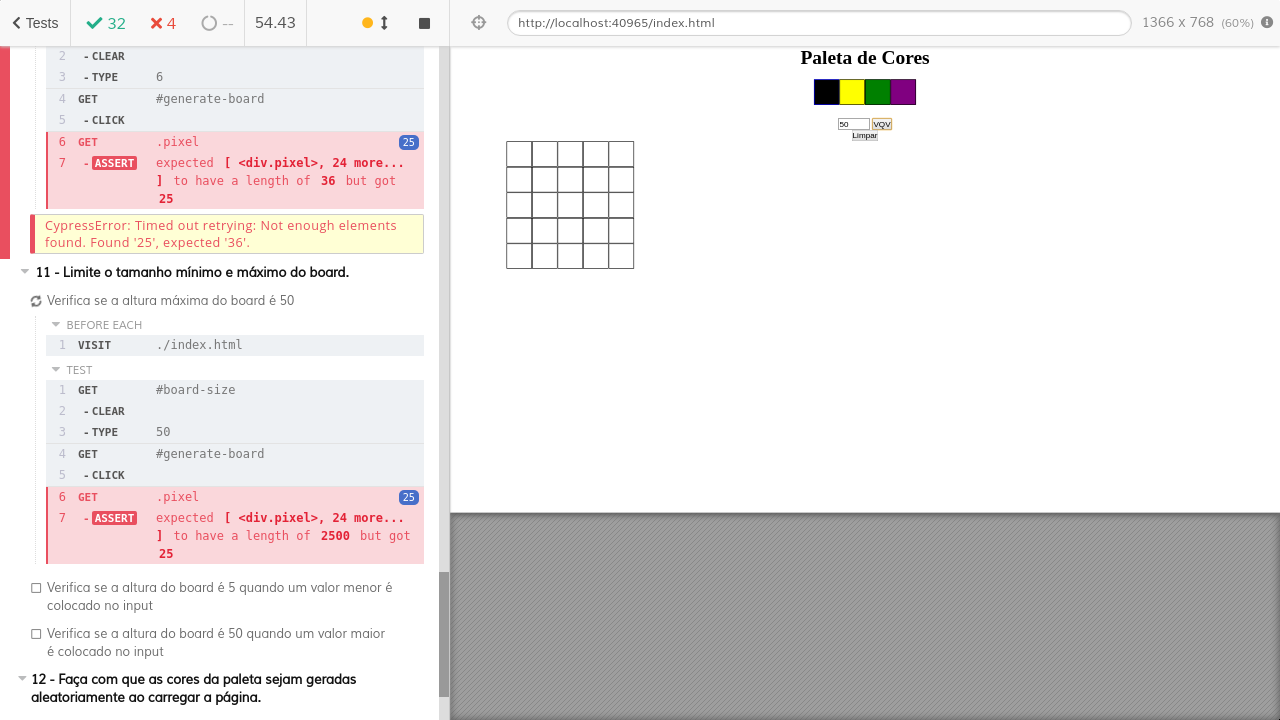 Tests
32
4
--
54.43
http://localhost:40965/index.html
1366 x 768 (60%)
2 - CLEAR
3 - TYPE 6
4 GET #generate-board
5 - CLICK
6 GET .pixel 25
7 - ASSERT expected [ <div.pixel>, 24 more...
] to have a length of 36 but got
25
CypressError: Timed out retrying: Not enough elements
found. Found '25', expected '36'.
11 - Limite o tamanho mínimo e máximo do board.
Verifica se a altura máxima do board é 50
BEFORE EACH
1 VISIT ./index.html
TEST
1 GET #board-size
2 - CLEAR
3 - TYPE 50
4 GET #generate-board
5 - CLICK
6 GET .pixel 25
7 - ASSERT expected [ <div.pixel>, 24 more...
] to have a length of 2500 but got
25
Verifica se a altura do board é 5 quando um valor menor é
colocado no input
Verifica se a altura do board é 50 quando um valor maior
é colocado no input
12 - Faça com que as cores da paleta sejam geradas
aleatoriamente ao carregar a página.
Paleta de Cores
50 VQV
Limpar